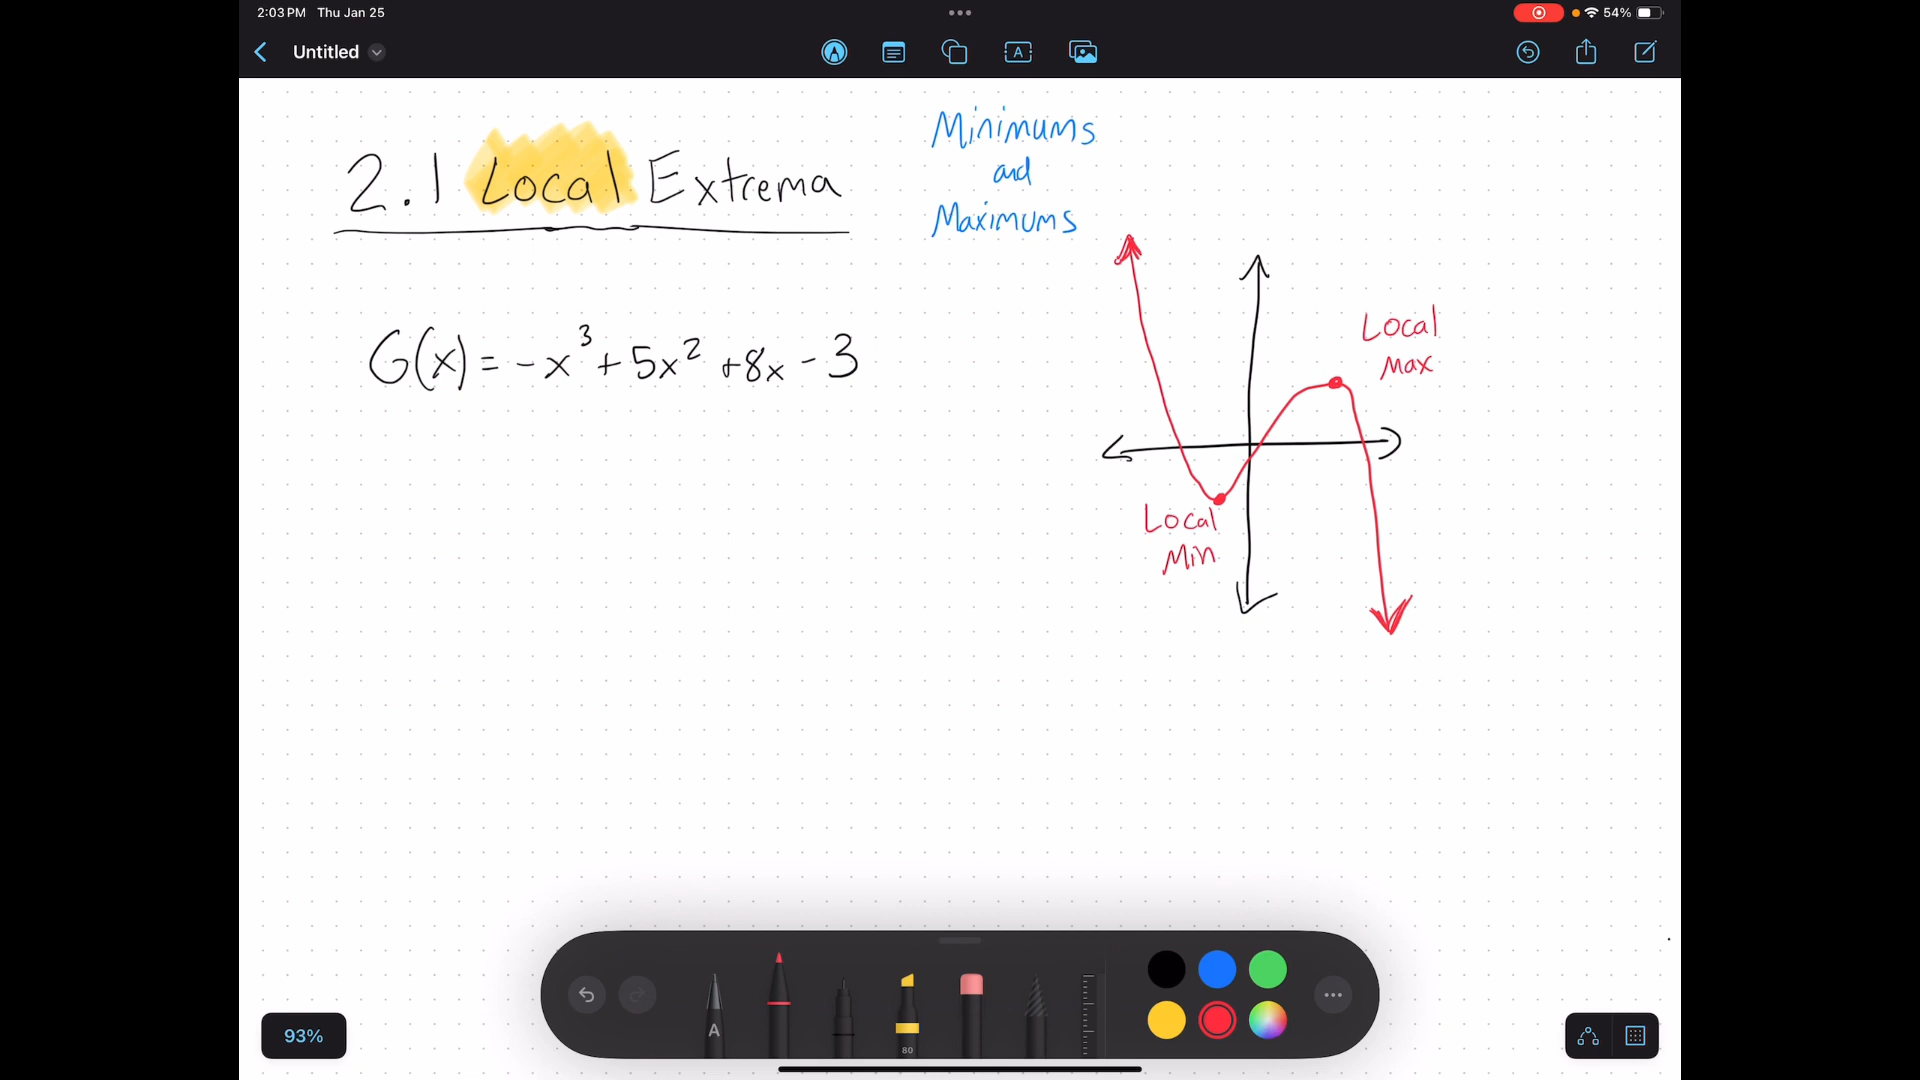 2:03 PM Thu Jan 25
54%
Untitled
A
Minimums
and
Maximums
2.1 Local Extrema
G(x) = -x³ + 5x² + 8x - 3
Local
Max
Local
Min
A
80
93%